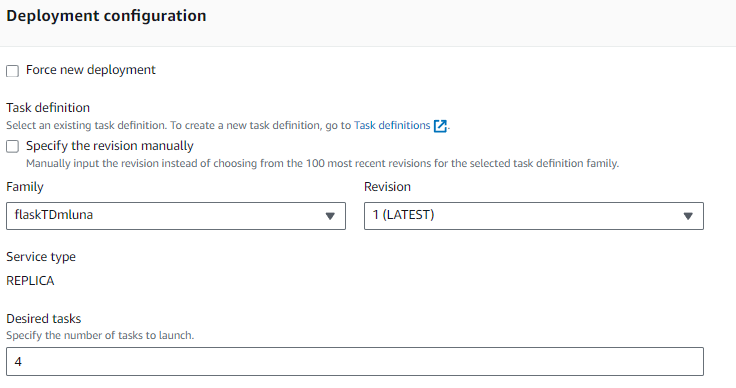 Deployment configuration
Force new deployment
Task definition
Select an existing task definition. To create a new task definition, go to Task definitions.
Specify the revision manually
Manually input the revision instead of choosing from the 100 most recent revisions for the selected task definition family.
Family Revision
flaskTDmluna 1 (LATEST)
Service type
REPLICA
Desired tasks
Specify the number of tasks to launch.
4